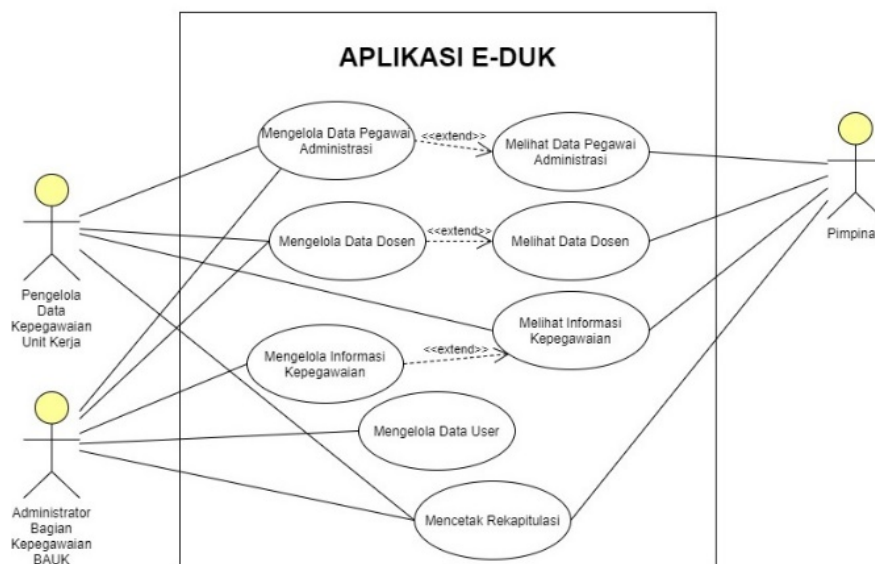 APLIKASI E-DUK
Mengelola Data Pegawai
Administrasi
<<extend>>
Melihat Data Pegawai
Administrasi
Mengelola Data Dosen
<<extend>>
Melihat Data Dosen
Pimpinan
Pengelola
Data
Kepegawaian
Unit Kerja
Mengelola Informasi
Kepegawaian
<<extend>>
Melihat Informasi
Kepegawaian
Mengelola Data User
Mencetak Rekapitulasi
Administrator
Bagian
Kepegawaian
BAUK